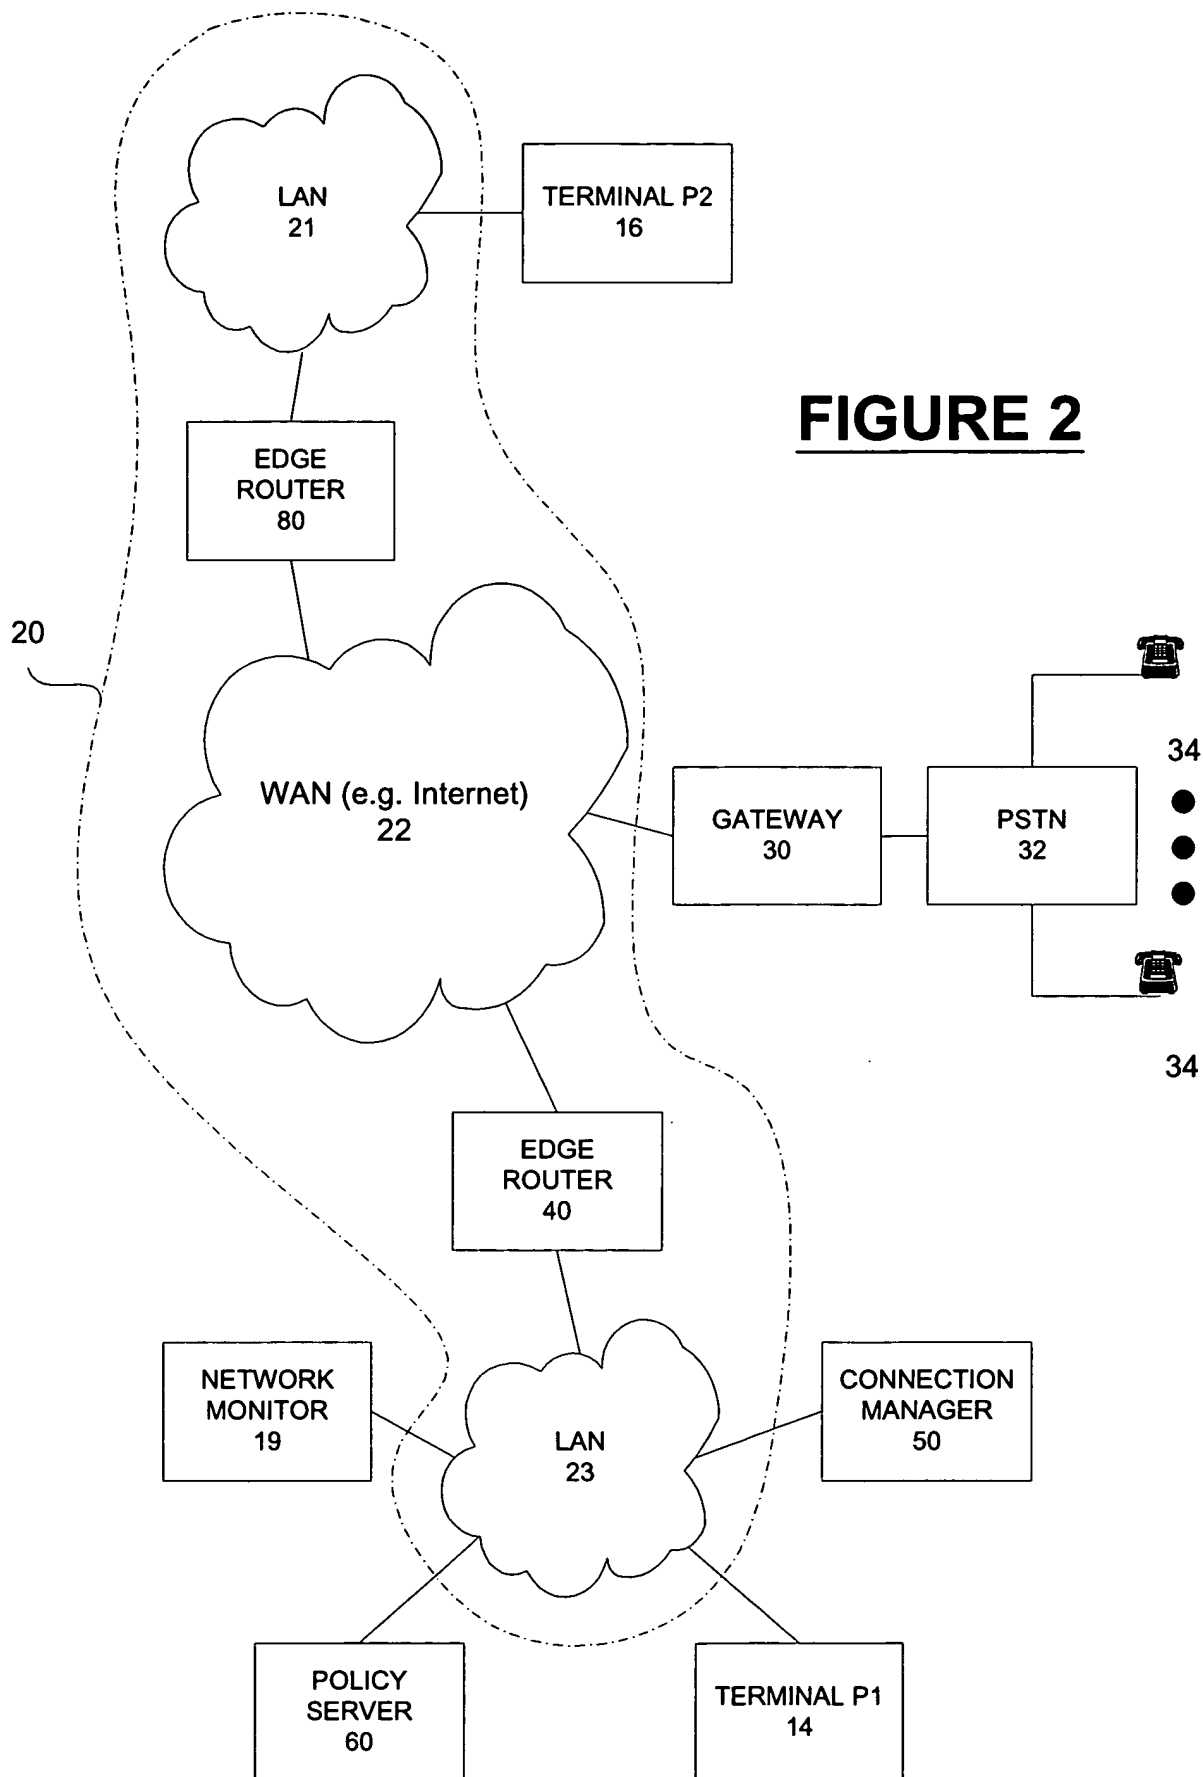 LAN
21
TERMINAL P2
16
FIGURE 2
EDGE
ROUTER
80
20
34
WAN (e.g. Internet)
22
GATEWAY
30
PSTN
32
34
EDGE
ROUTER
40
NETWORK
MONITOR
19
LAN
23
CONNECTION
MANAGER
50
POLICY
SERVER
60
TERMINAL P1
14